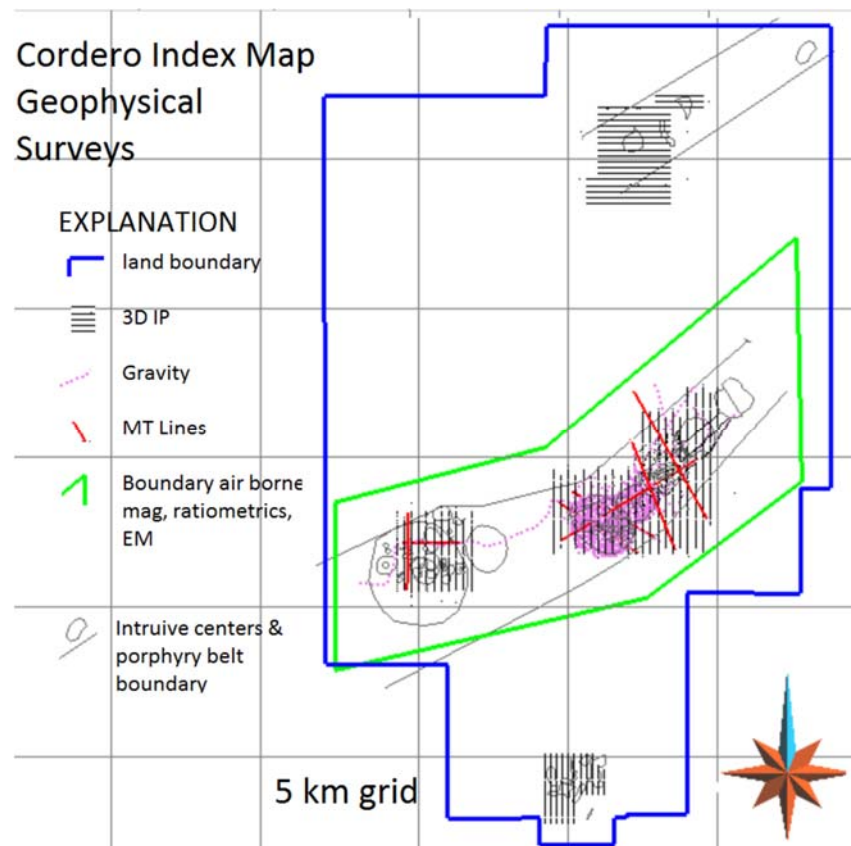 Cordero Index Map
Geophysical
Surveys
EXPLANATION
land boundary
3D IP
Gravity
MT Lines
Boundary air borne
mag, ratiometrics,
EM
Intruive centers &
porphyry belt
boundary
5 km grid